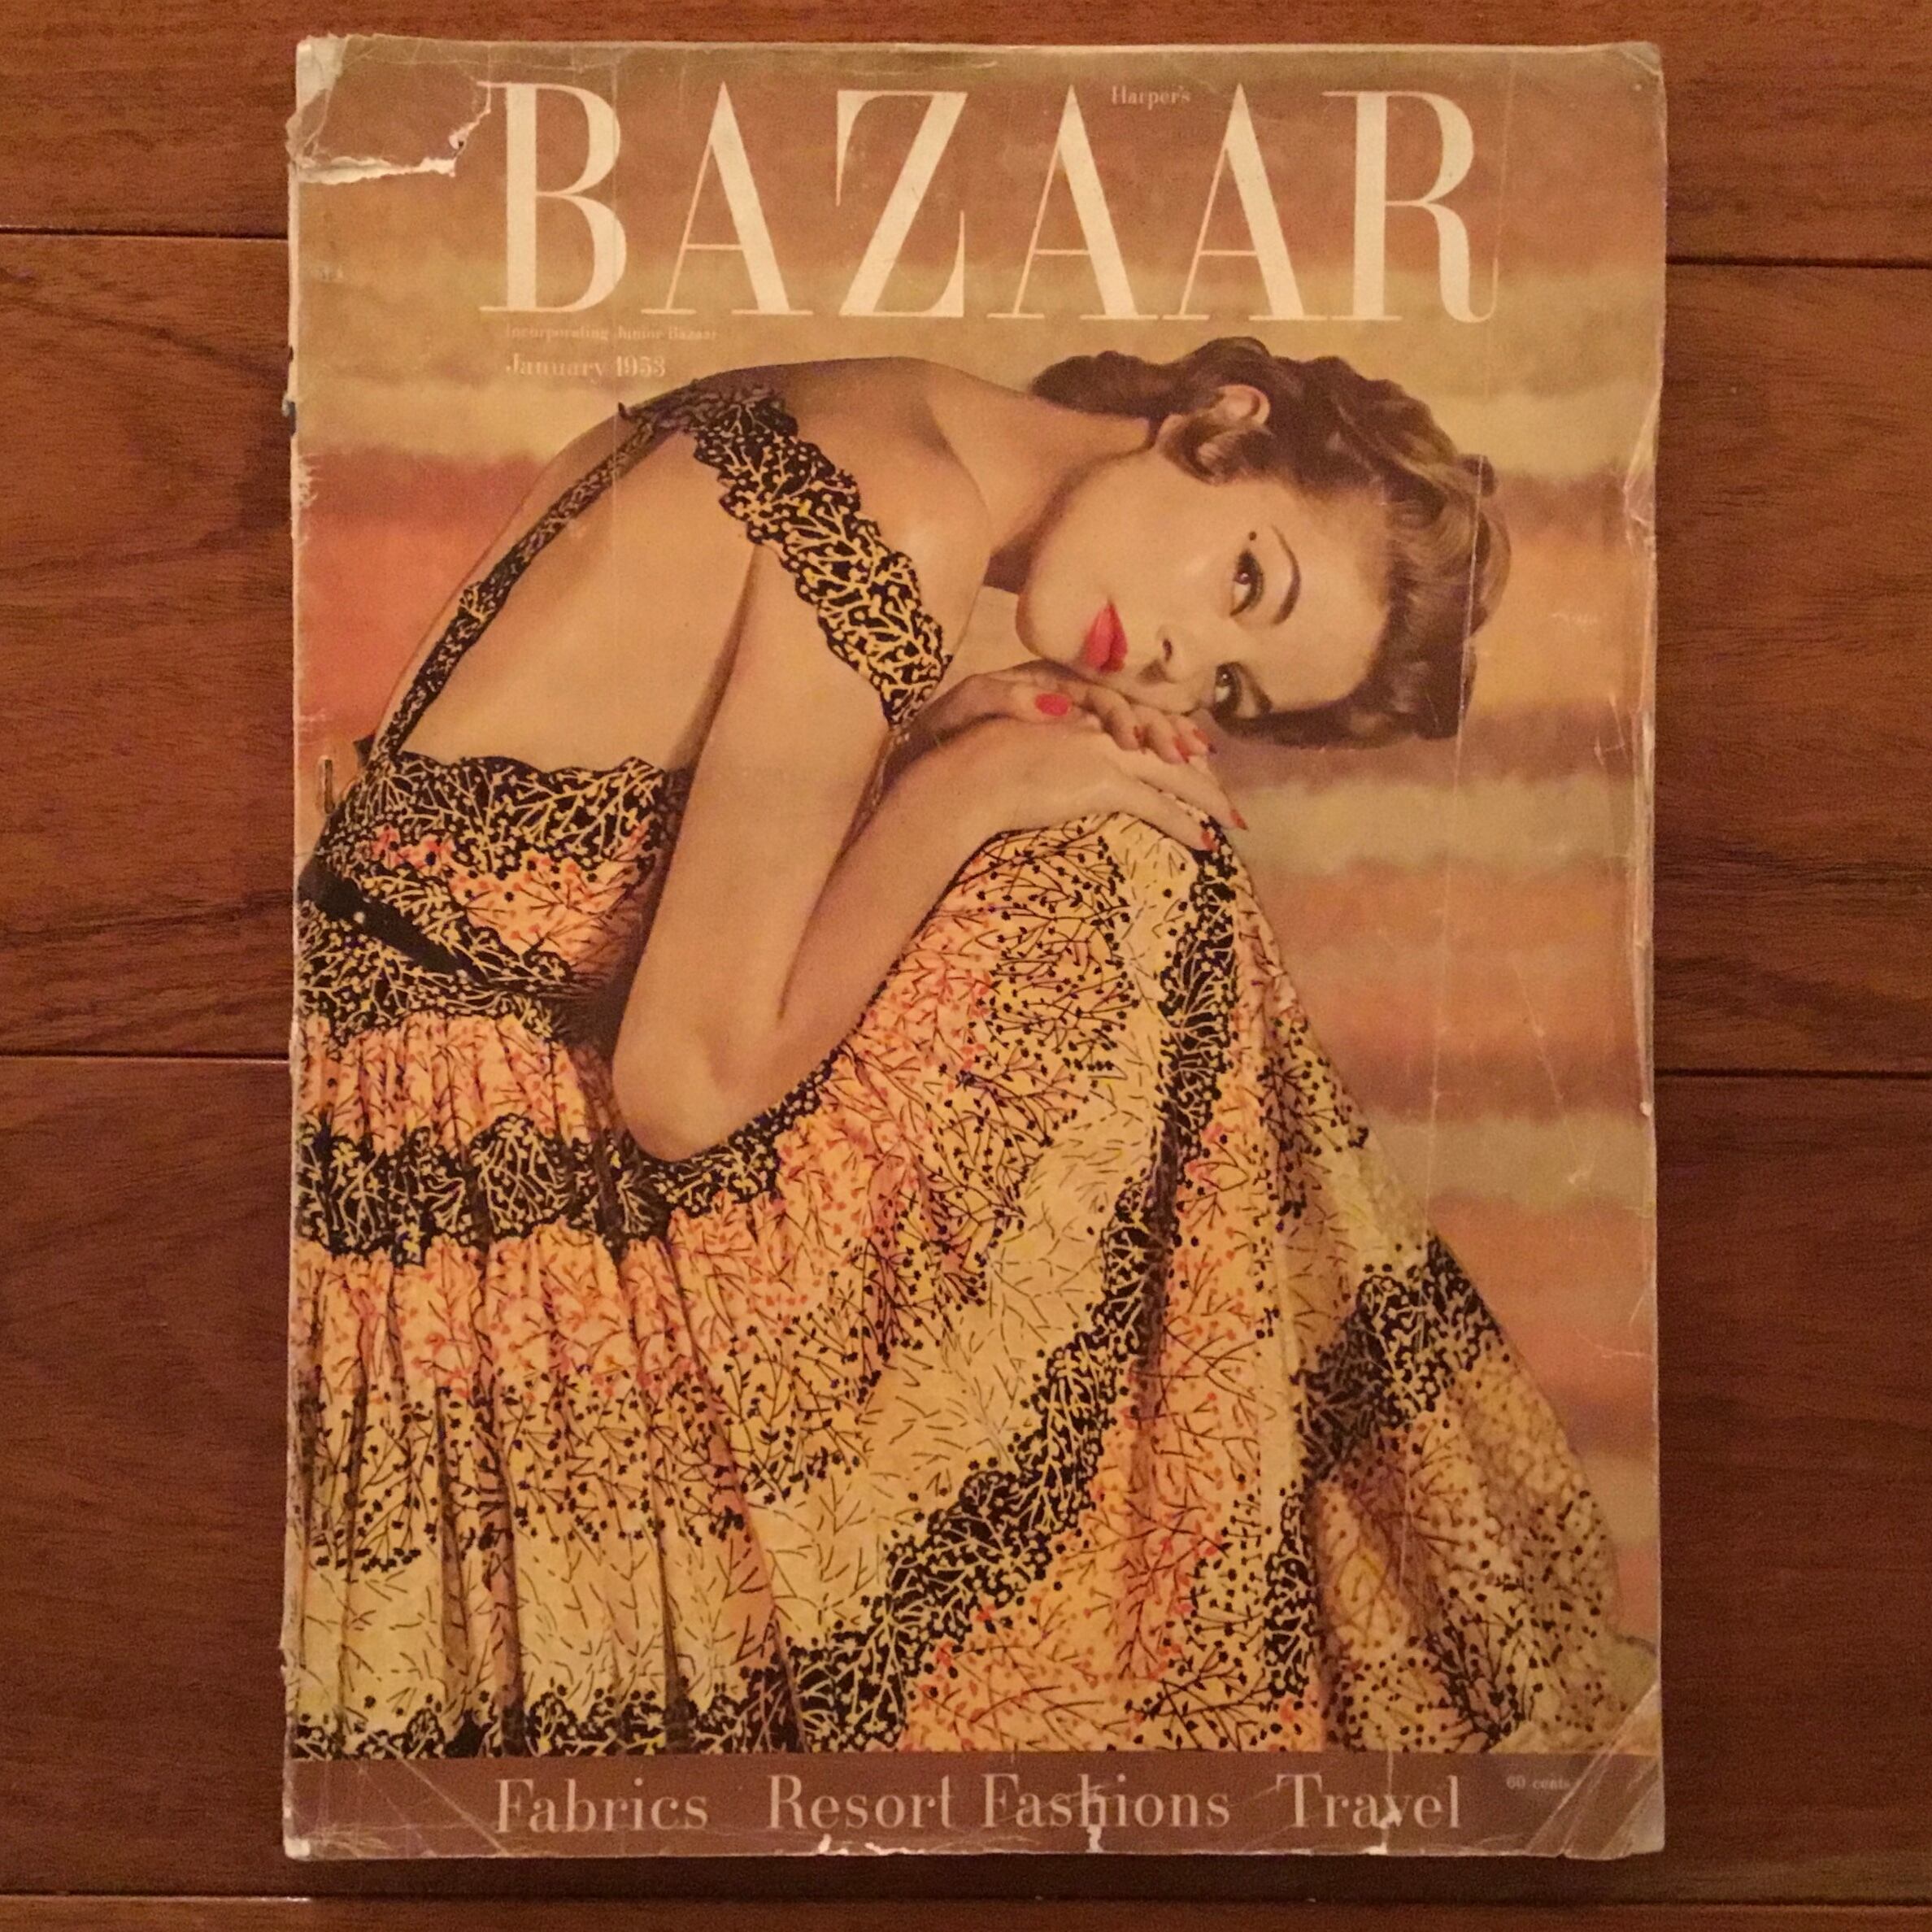 Harper's
BAZAAR
Incorporating Junior Bazaar
January 1953
Fabrics Resort Fashions Travel
60 cents